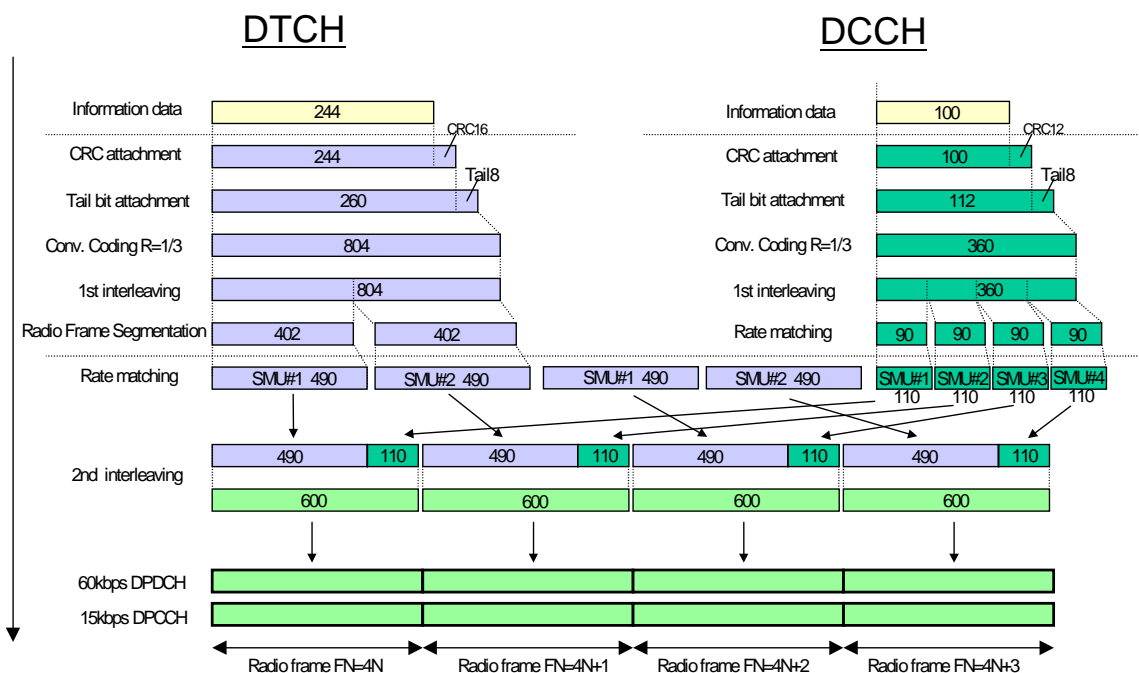 DTCH DCCH
Information data 244 Information data 100
CRC16 CRC12
CRC attachment 244 CRC attachment 100
Tail8 Tail8
Tail bit attachment 260 Tail bit attachment 112
Conv. Coding R=1/3 804 Conv. Coding R=1/3 360
1st interleaving 804 1st interleaving 360
Radio Frame Segmentation 402 402 Rate matching 90 90 90 90
Rate matching SMU#1 490 SMU#2 490 SMU#1 490 SMU#2 490 SMU#1 SMU#2 SMU#3 SMU#4
110 110 110 110
490 110 490 110 490 110 490 110
2nd interleaving
600 600 600 600
60kbps DPDCH
15kbps DPCCH
Radio frame FN=4N Radio frame FN=4N+1 Radio frame FN=4N+2 Radio frame FN=4N+3